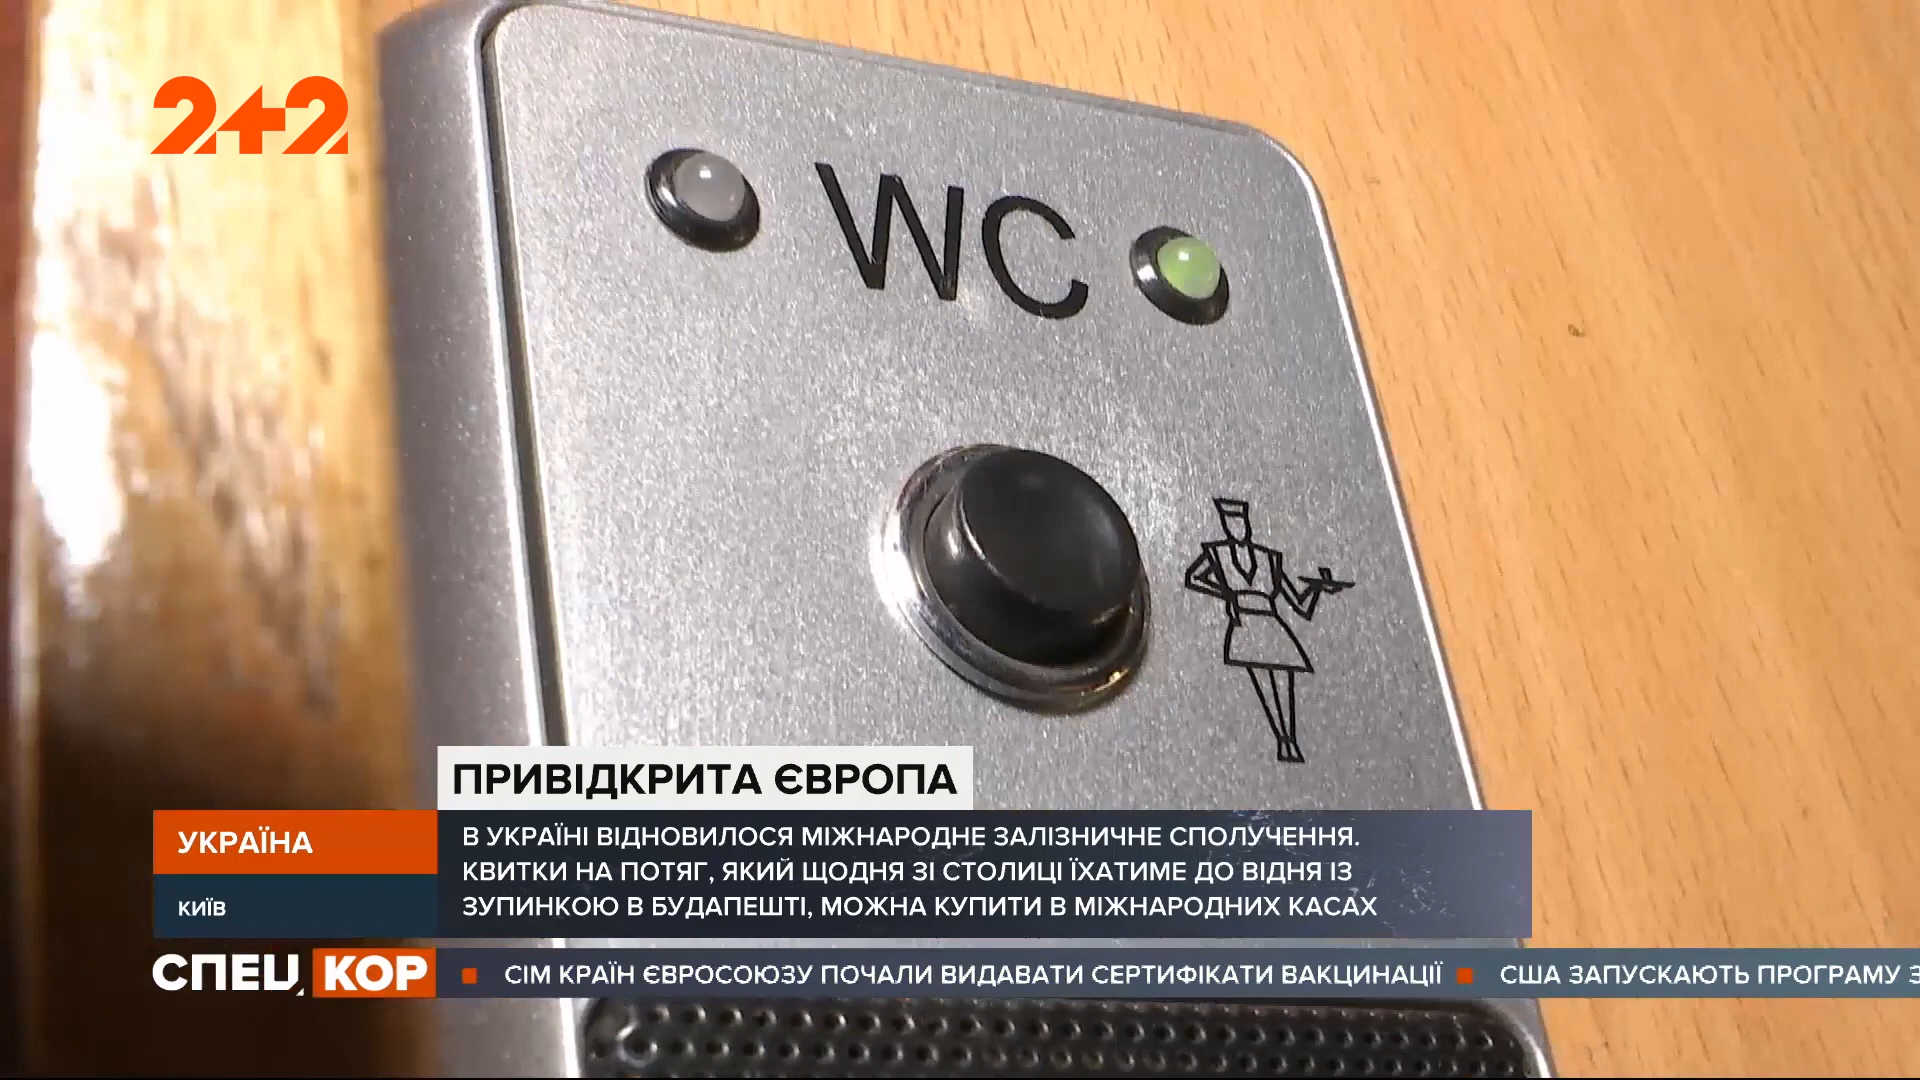 2+2
WC
ПРИВІДКРИТА ЄВРОПА
УКРАЇНА
КИЇВ
В УКРАЇНІ ВІДНОВИЛОСЯ МІЖНАРОДНЕ ЗАЛІЗНИЧНЕ СПОЛУЧЕННЯ.
КВИТКИ НА ПОТЯГ, ЯКИЙ ЩОДНЯ ЗІ СТОЛИЦІ ЇХАТИМЕ ДО ВІДНЯ ІЗ
ЗУПИНКОЮ В БУДАПЕШТІ, МОЖНА КУПИТИ В МІЖНАРОДНИХ КАСАХ
СПЕЦКОР
СІМ КРАЇН ЄВРОСОЮЗУ ПОЧАЛИ ВИДАВАТИ СЕРТИФІКАТИ ВАКЦИНАЦІЇ
США ЗАПУСКАЮТЬ ПРОГРАМУ З